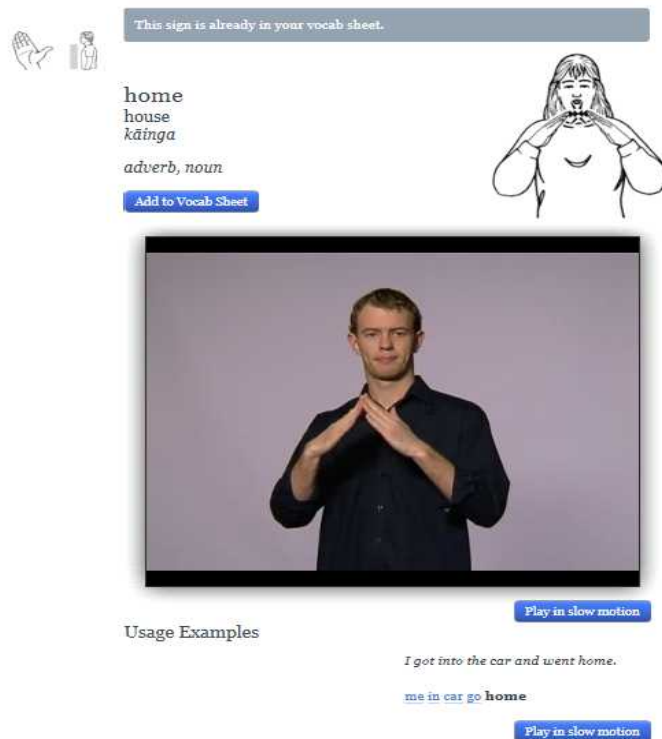 This sign is already in your vocab sheet.
home
house
kāinga
adverb, noun
Add to Vocab Sheet
Play in slow motion
Usage Examples
I got into the car and went home.
me in car go home
Play in slow motion